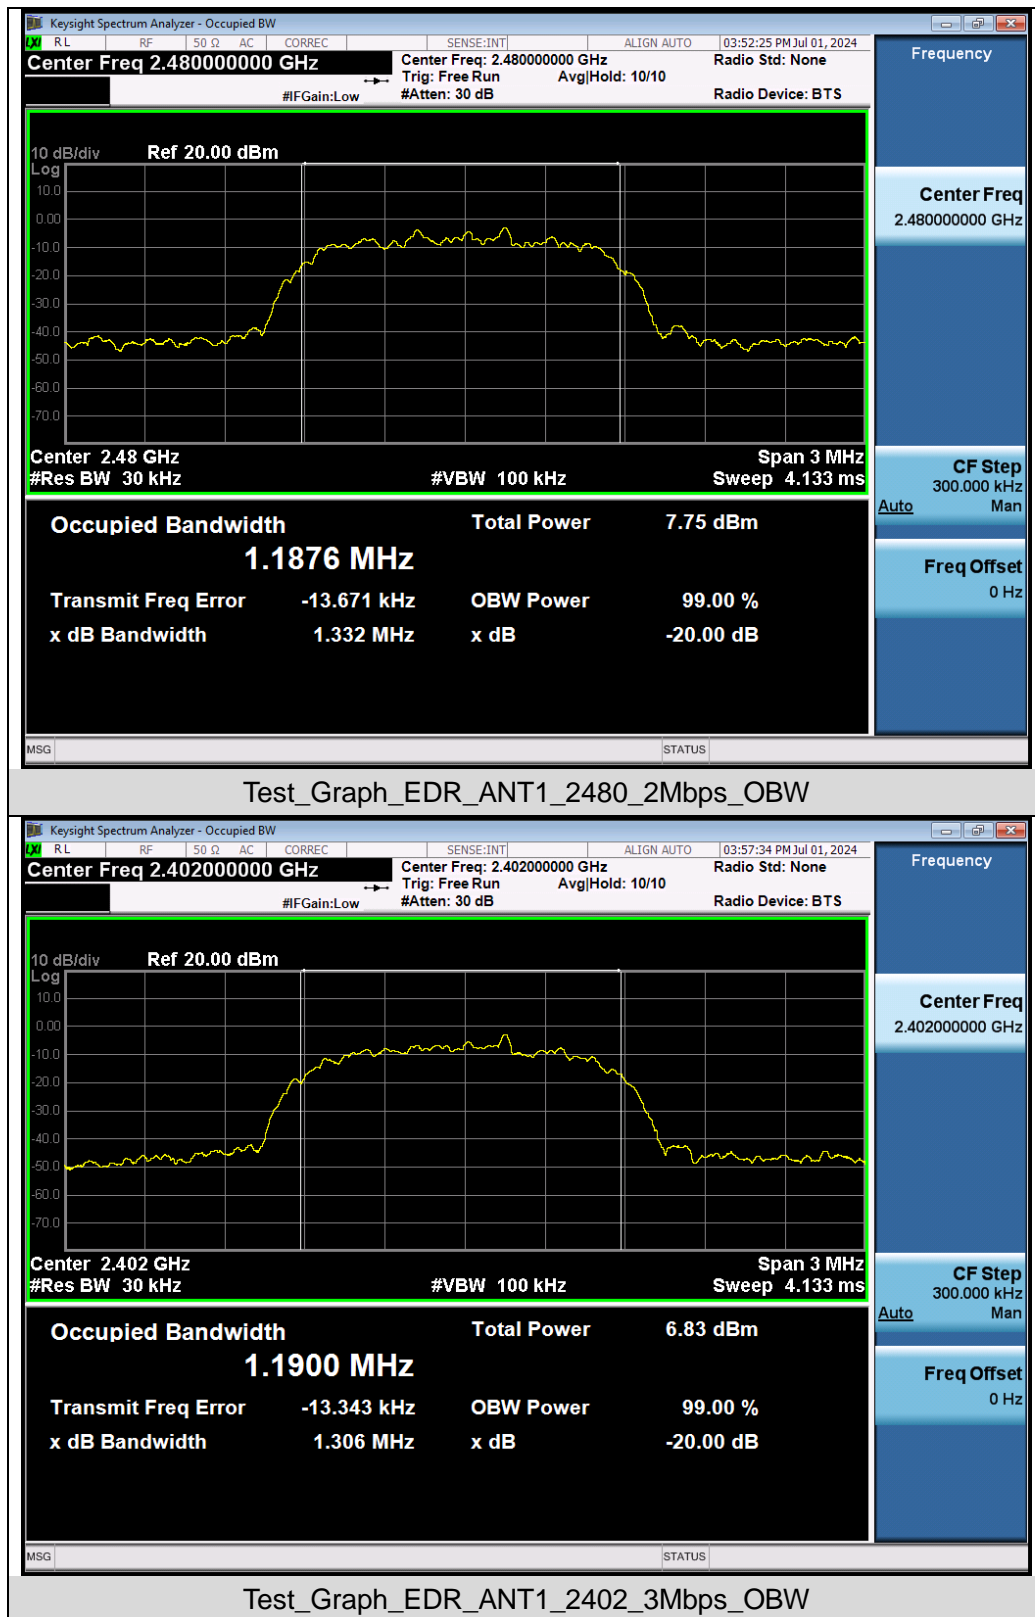 Keysight Spectrum Analyzer - Occupied BW
LXI RL RF 50 Ω AC CORREC SENSE:INT ALIGN AUTO 03:52:25 PM Jul 01, 2024
Center Freq 2.480000000 GHz
Center Freq: 2.480000000 GHz
Radio Std: None
Trig: Free Run Avg|Hold: 10/10
#IFGain:Low
#Atten: 30 dB
Radio Device: BTS
10 dB/div Ref 20.00 dBm
Log
10.0
0.00
-10.0
-20.0
-30.0
-40.0
-50.0
-60.0
-70.0
Center 2.48 GHz Span 3 MHz
#Res BW 30 kHz #VBW 100 kHz Sweep 4.133 ms
Occupied Bandwidth Total Power 7.75 dBm
1.1876 MHz
Transmit Freq Error -13.671 kHz OBW Power 99.00 %
x dB Bandwidth 1.332 MHz x dB -20.00 dB
MSG STATUS
Frequency
Center Freq
2.480000000 GHz
CF Step
300.000 kHz
Auto Man
Freq Offset
0 Hz
Test_Graph_EDR_ANT1_2480_2Mbps_OBW
Keysight Spectrum Analyzer - Occupied BW
LXI RL RF 50 Ω AC CORREC SENSE:INT ALIGN AUTO 03:57:34 PM Jul 01, 2024
Center Freq 2.402000000 GHz
Center Freq: 2.402000000 GHz
Radio Std: None
Trig: Free Run Avg|Hold: 10/10
#IFGain:Low
#Atten: 30 dB
Radio Device: BTS
10 dB/div Ref 20.00 dBm
Log
10.0
0.00
-10.0
-20.0
-30.0
-40.0
-50.0
-60.0
-70.0
Center 2.402 GHz Span 3 MHz
#Res BW 30 kHz #VBW 100 kHz Sweep 4.133 ms
Occupied Bandwidth Total Power 6.83 dBm
1.1900 MHz
Transmit Freq Error -13.343 kHz OBW Power 99.00 %
x dB Bandwidth 1.306 MHz x dB -20.00 dB
MSG STATUS
Frequency
Center Freq
2.402000000 GHz
CF Step
300.000 kHz
Auto Man
Freq Offset
0 Hz
Test_Graph_EDR_ANT1_2402_3Mbps_OBW